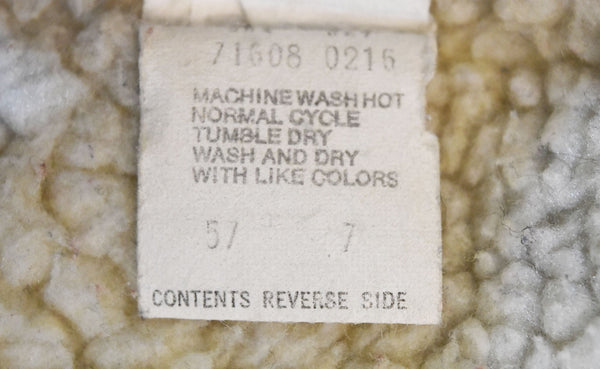 71608 0216
MACHINE WASH HOT
NORMAL CYCLE
TUMBLE DRY
WASH AND DRY
WITH LIKE COLORS
57 7
CONTENTS REVERSE SIDE